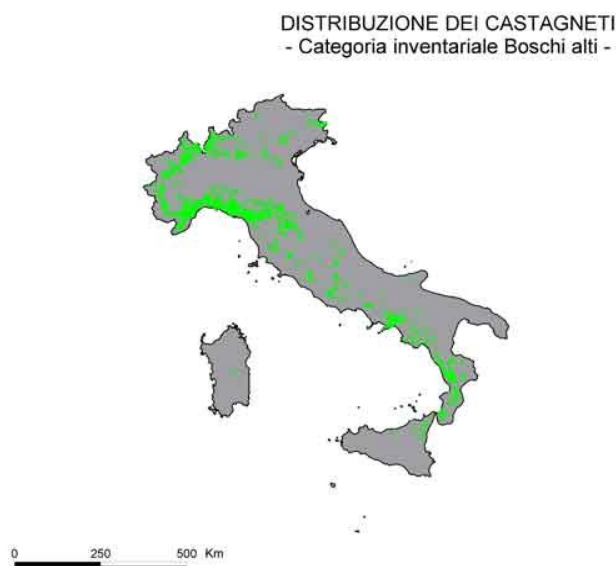 DISTRIBUZIONE DEI CASTAGNETI
- Categoria inventariale Boschi alti -
0 250 500 Km